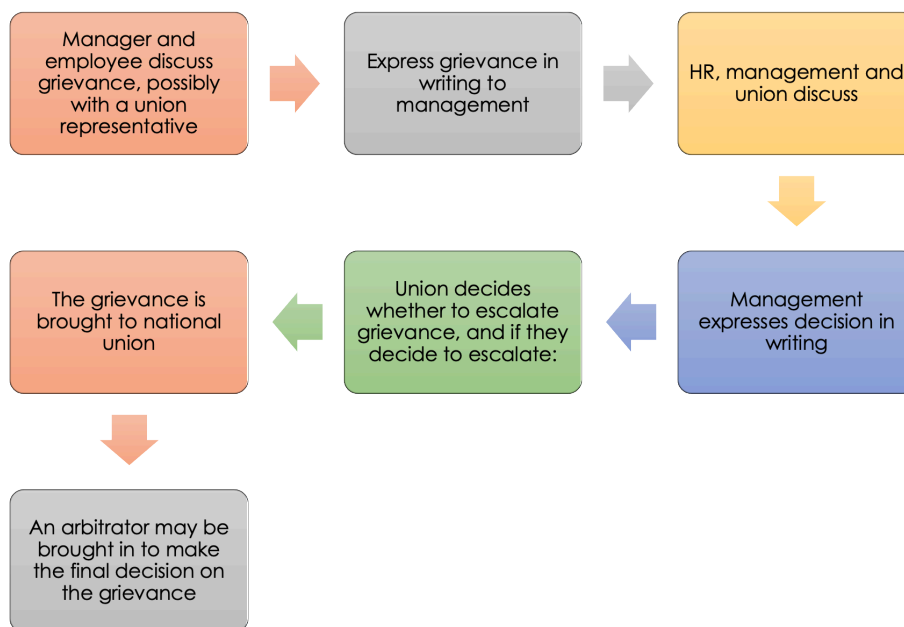 Manager and
employee discuss
grievance, possibly
with a union
representative
Express grievance in
writing to
management
HR, management and
union discuss
Management
expresses decision in
writing
Union decides
whether to escalate
grievance, and if they
decide to escalate:
The grievance is
brought to national
union
An arbitrator may be
brought in to make
the final decision on
the grievance